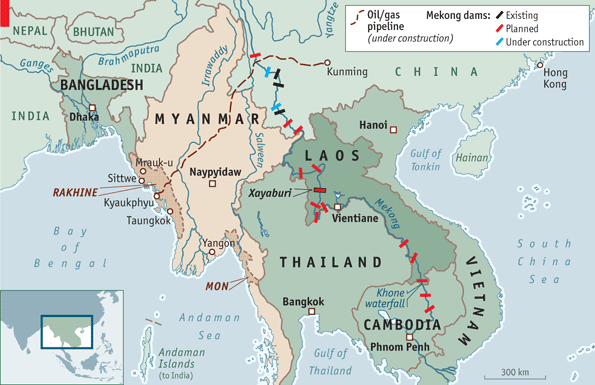 Oil/gas
pipeline
(under construction)
Mekong dams:
Existing
Planned
Under construction
NEPAL
BHUTAN
Brahmaputra
Ganges
INDIA
BANGLADESH
Dhaka
INDIA
Irrawaddy
Yangtze
Kunming
CHINA
Hong
Kong
MYANMAR
Salween
Hanoi
Gulf of
Tonkin
Hainan
LAOS
Mrauk-u
Sittwe
RAKHINE
Kyaukphyu
Taungkok
Naypyidaw
Xayaburi
Vientiane
Mekong
Bay
of
Bengal
Yangon
MON
THAILAND
VIETNAM
South
China
Sea
Khone
waterfall
Bangkok
CAMBODIA
Phnom Penh
Andaman
Sea
Andaman
Islands
(to India)
Gulf of
Thailand
300 km